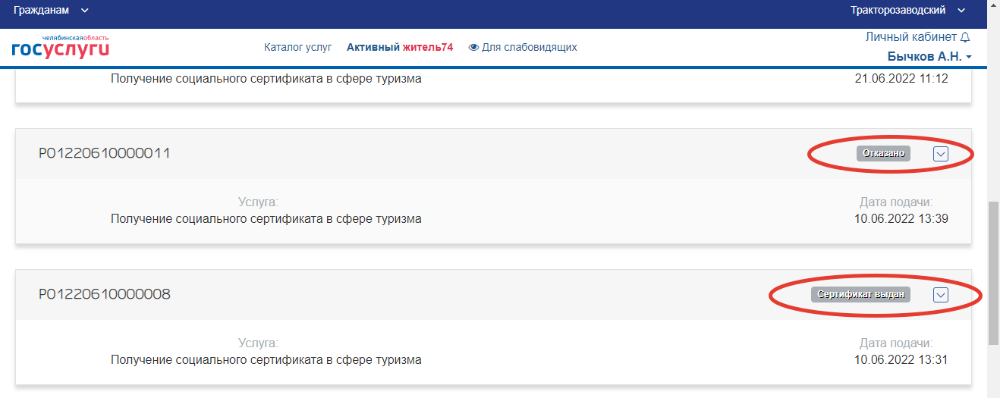 Гражданам
Тракторозаводский
челябинскаяобласть
госуслуги
Каталог услуг
Активный житель74
Для слабовидящих
Личный кабинет
Бычков А.Н.
Получение социального сертификата в сфере туризма
21.06.2022 11:12
P01220610000011
Отказано
Услуга:
Дата подачи:
Получение социального сертификата в сфере туризма
10.06.2022 13:39
P01220610000008
Сертификат выдан
Услуга:
Дата подачи:
Получение социального сертификата в сфере туризма
10.06.2022 13:31